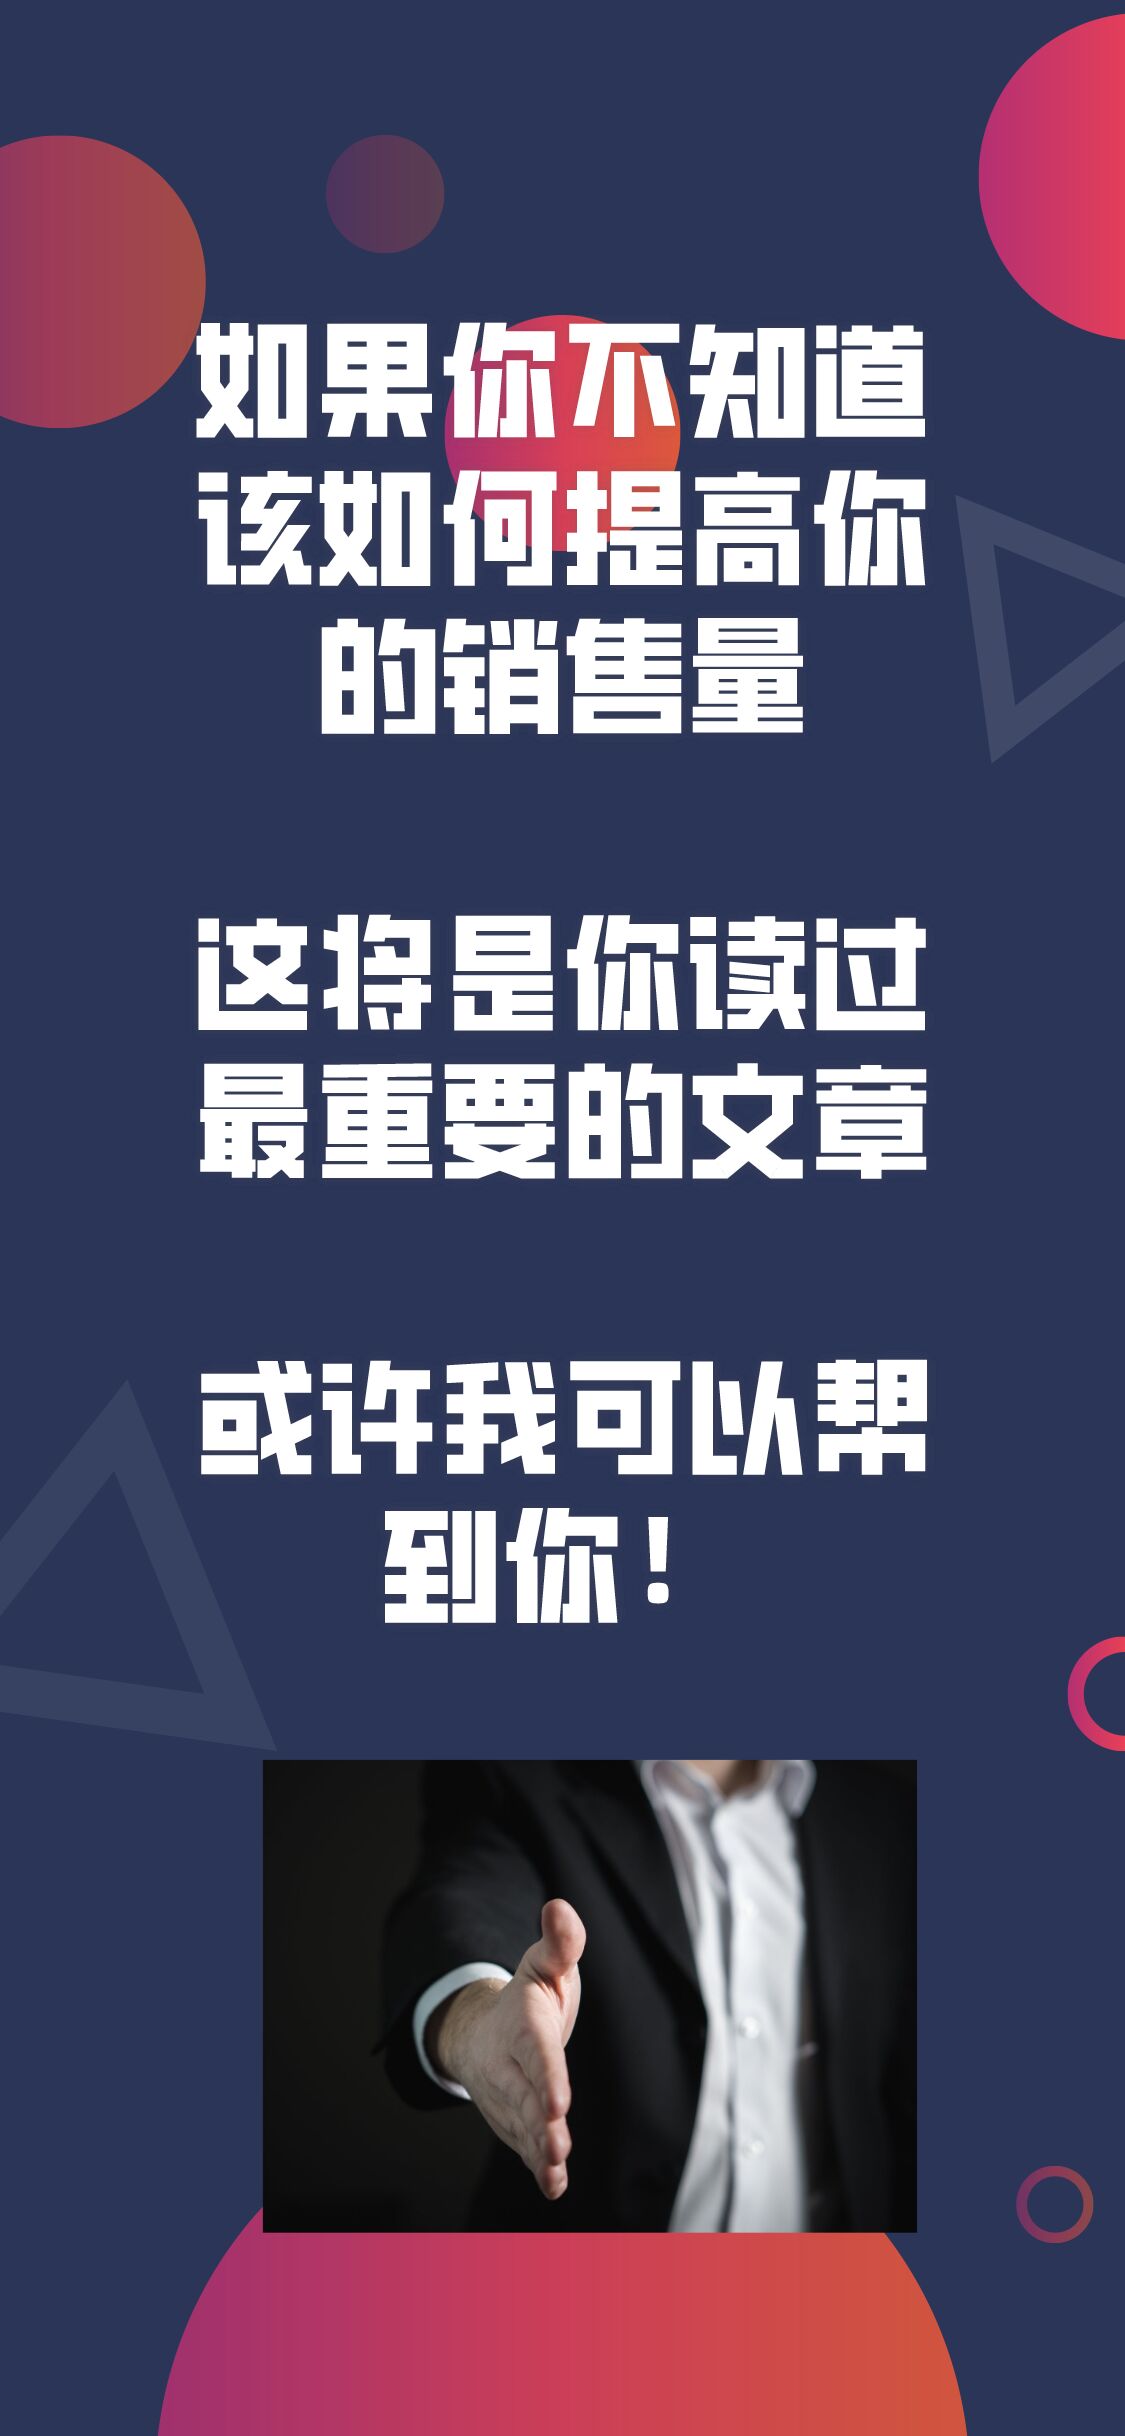 如果你不知道
该如何提高你
的销售量
这将是你读过
最重要的文章
或许我可以帮
到你！